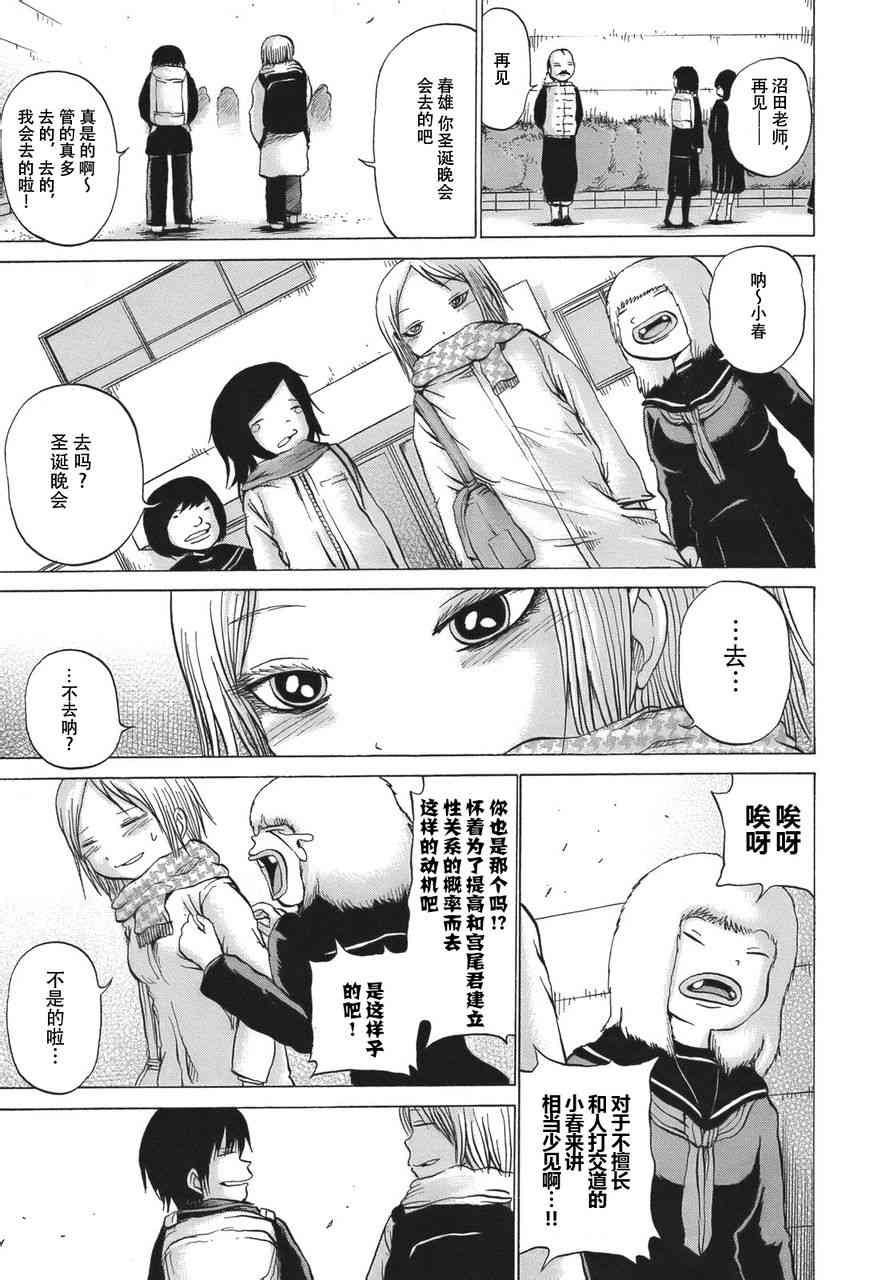 沼田老师，
再见——
再见
春雄 你圣诞晚会
会去的吧
真是的啊～
管的真多
去的，去的，
我会去的啦！
呐～小春
去吗？
圣诞晚会
…去…
…不去呐？
唉呀
唉呀
对于不擅长
和人打交道的
小春来讲
相当少见啊…!!
你也是那个吗!?
怀着为了提高和宫尾君建立
性关系的概率而去
这样的动机吧
是这样子
的吧！
不是的啦…